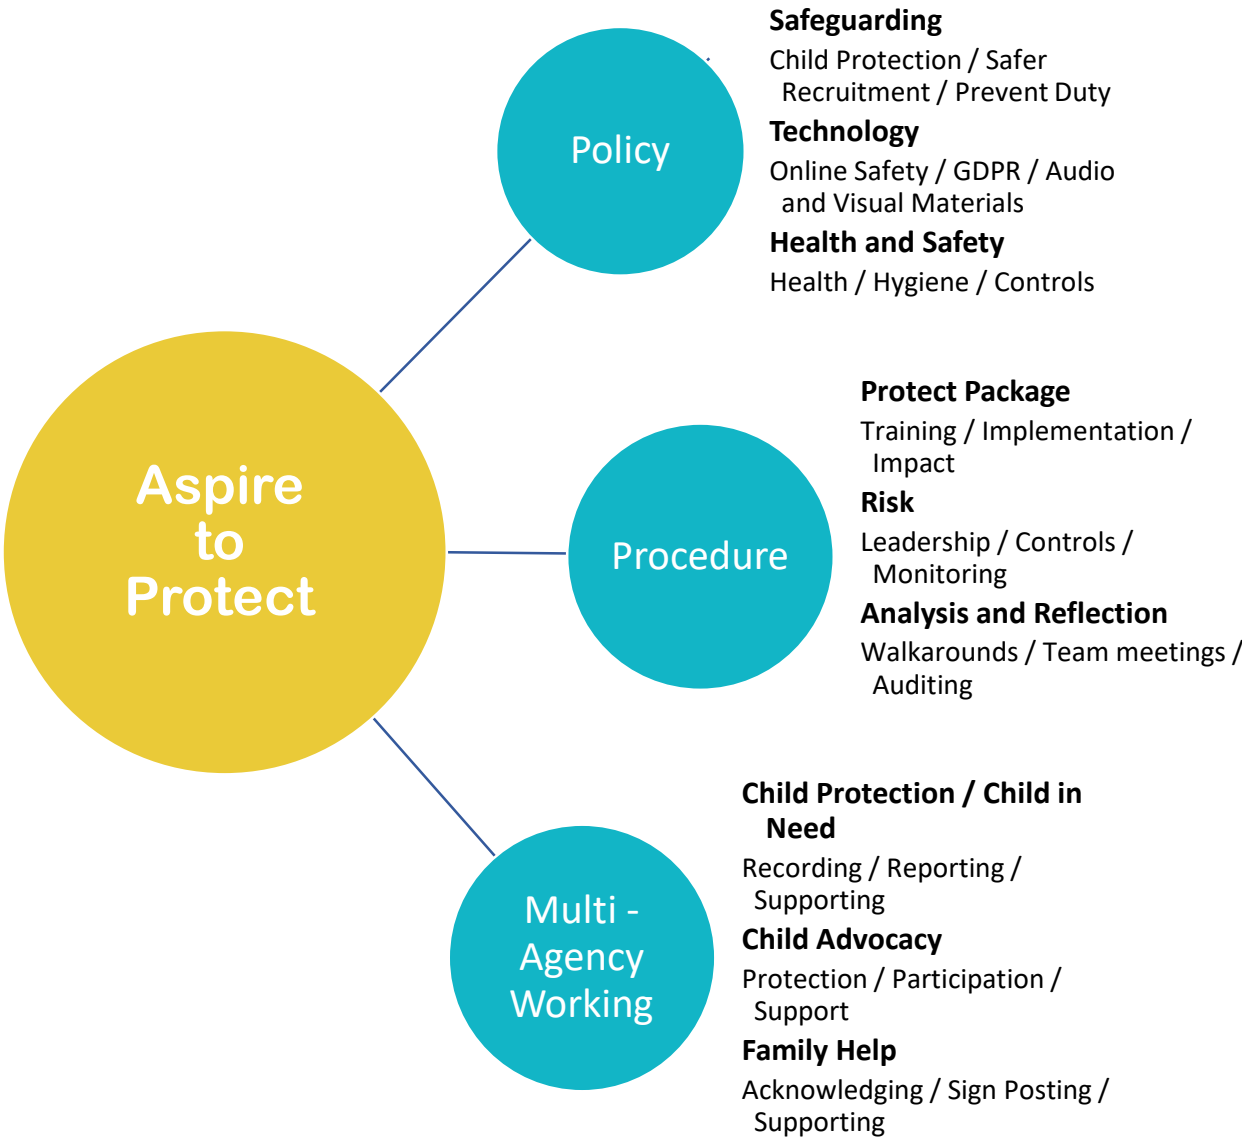 Aspire
to
Protect
Policy
Safeguarding
Child Protection / Safer
Recruitment / Prevent Duty
Technology
Online Safety / GDPR / Audio
and Visual Materials
Health and Safety
Health / Hygiene / Controls
Procedure
Protect Package
Training / Implementation /
Impact
Risk
Leadership / Controls /
Monitoring
Analysis and Reflection
Walkarounds / Team meetings /
Auditing
Multi -
Agency
Working
Child Protection / Child in
Need
Recording / Reporting /
Supporting
Child Advocacy
Protection / Participation /
Support
Family Help
Acknowledging / Sign Posting /
Supporting